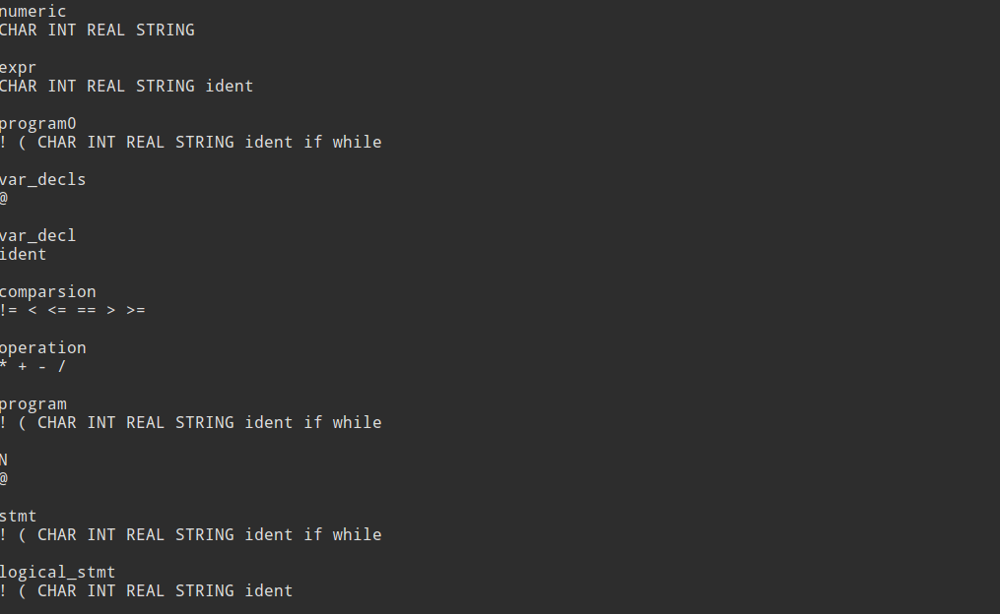 numeric
CHAR INT REAL STRING
expr
CHAR INT REAL STRING ident
program0
! ( CHAR INT REAL STRING ident if while
var_decls
@
var_decl
ident
comparsion
!= < <= == > >=
operation
* + - /
program
! ( CHAR INT REAL STRING ident if while
N
@
stmt
! ( CHAR INT REAL STRING ident if while
logical_stmt
! ( CHAR INT REAL STRING ident